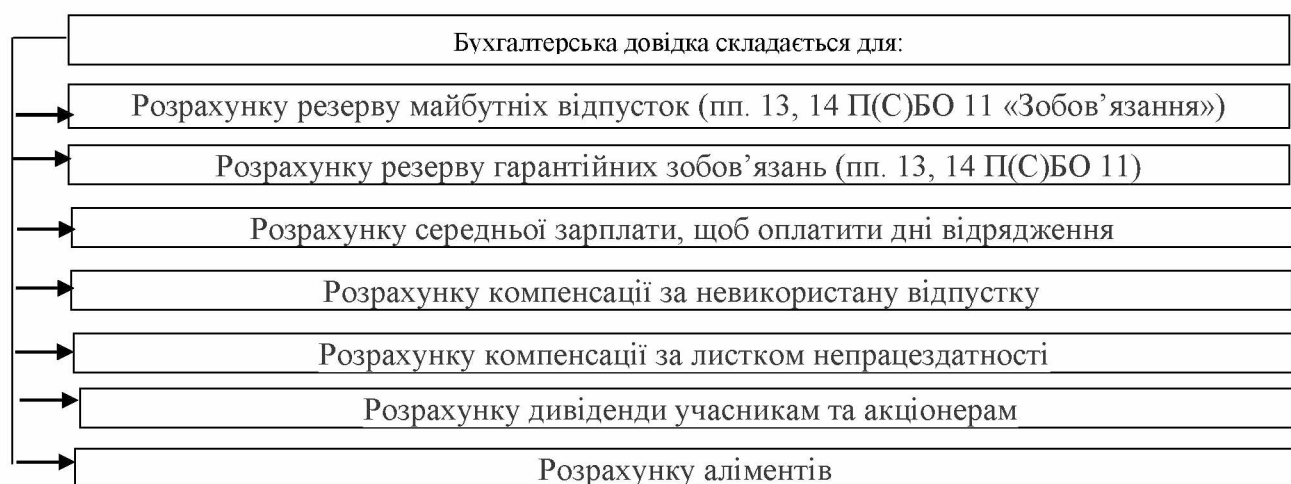 Бухгалтерська довідка складається для:
Розрахунку резерву майбутніх відпусток (пп. 13, 14 П(С)БО 11 «Зобов’язання»)
Розрахунку резерву гарантійних зобов’язань (пп. 13, 14 П(С)БО 11)
Розрахунку середньої зарплати, щоб оплатити дні відрядження
Розрахунку компенсації за невикористану відпустку
Розрахунку компенсації за листком непрацездатності
Розрахунку дивіденди учасникам та акціонерам
Розрахунку аліментів